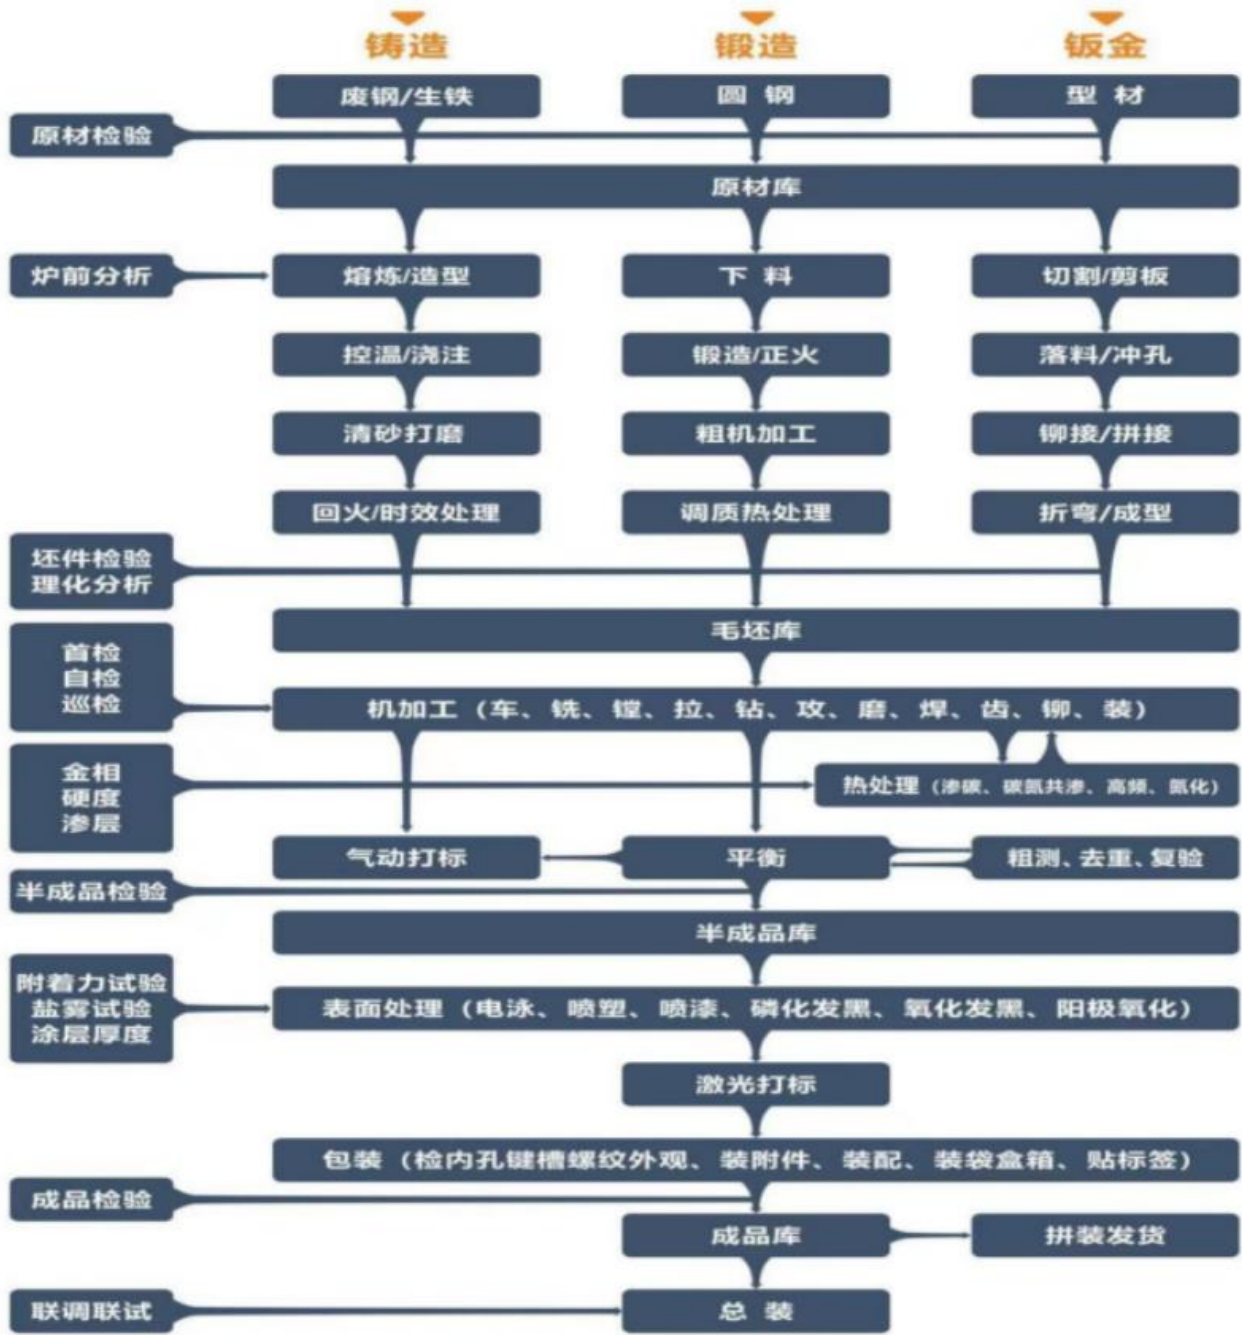 铸造
锻造
钣金
废钢/生铁
圆 钢
型 材
原材检验
原材库
炉前分析
熔炼/造型
下 料
切割/剪板
控温/浇注
锻造/正火
落料/冲孔
清砂打磨
粗机加工
铆接/拼接
回火/时效处理
调质热处理
折弯/成型
坯件检验
理化分析
毛坯库
首检
自检
巡检
机加工（车、铣、镗、拉、钻、攻、磨、焊、齿、铆、装）
金相
硬度
渗层
热处理（渗碳、碳氮共渗、高频、氮化）
气动打标
平衡
粗测、去重、复验
半成品检验
半成品库
附着力试验
盐雾试验
涂层厚度
表面处理（电泳、喷塑、喷漆、磷化发黑、氧化发黑、阳极氧化）
激光打标
包装（检内孔键槽螺纹外观、装附件、装配、装袋盒箱、贴标签）
成品检验
成品库
拼装发货
联调联试
总 装